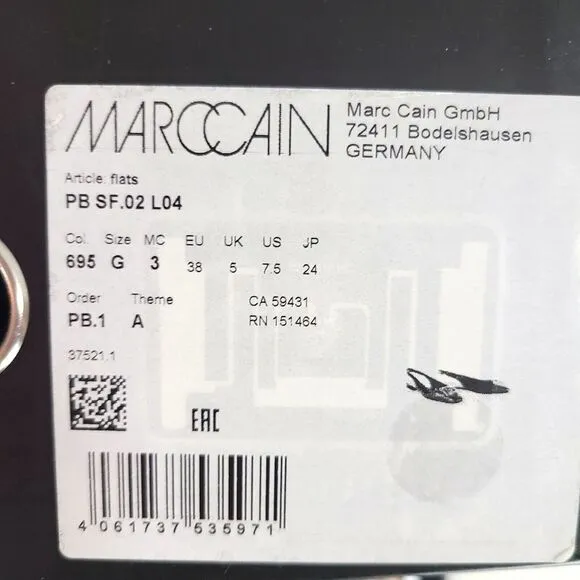 MARCCAIN
Marc Cain GmbH
72411 Bodelshausen
GERMANY
Article: flats
PB SF.02 L04
Col. Size MC EU UK US JP
695 G 3 38 5 7.5 24
Order Theme CA 59431
PB.1 A RN 151464
37521.1
EAC
4 061737 535971